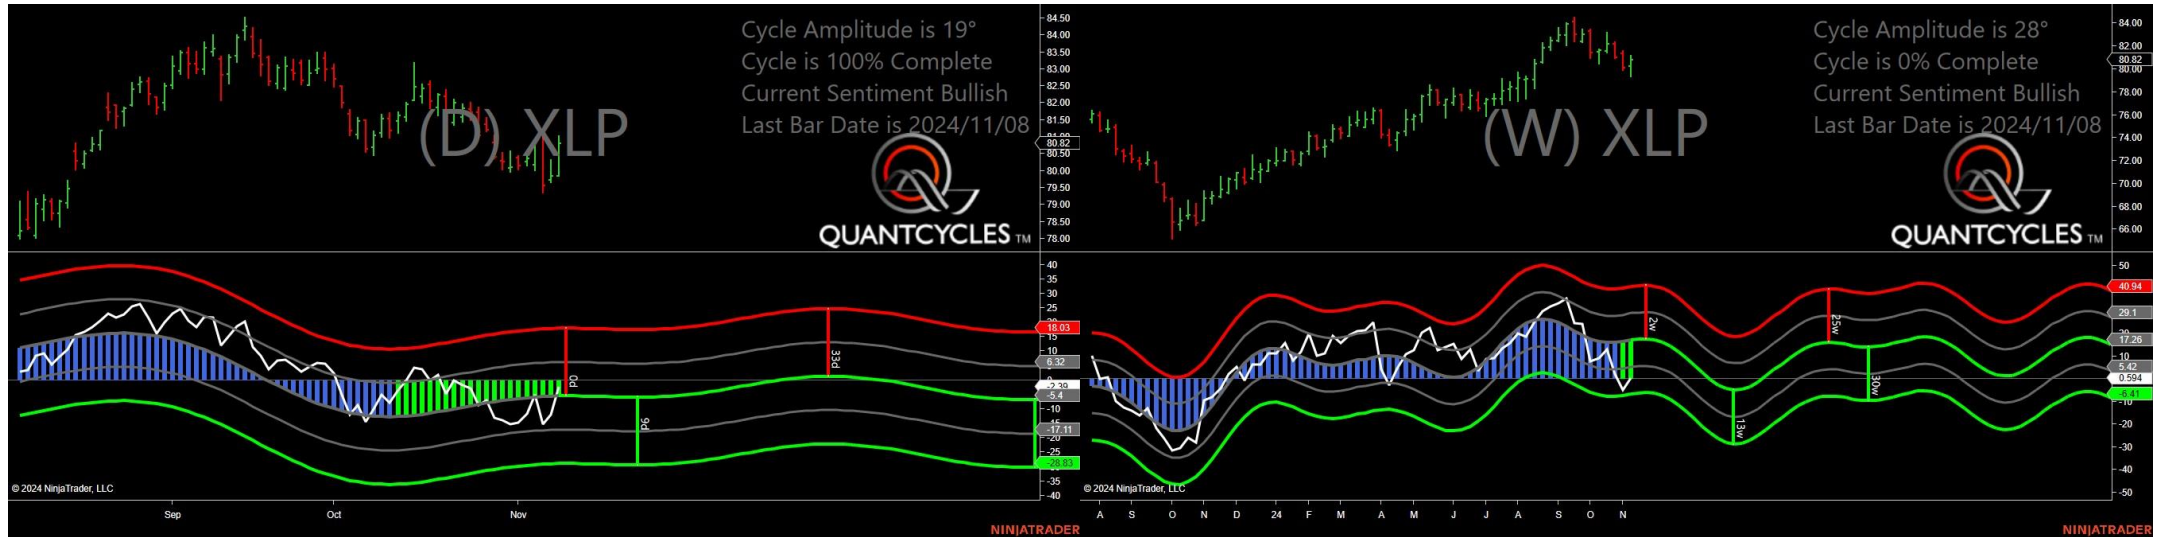 Cycle Amplitude is 19°
Cycle is 100% Complete
Current Sentiment Bullish
Last Bar Date is 2024/11/08
(D) XLP
QUANTCYCLES TM
84.50
84.00
83.50
83.00
82.50
82.00
81.50
80.82
80.50
80.00
79.50
79.00
78.50
78.00
40
35
30
25
18.03
15
10
6.32
-2.39
-5.4
-10
-15
-17.11
-20
-25
-28.83
-35
-40
0d
9d
33d
© 2024 NinjaTrader, LLC
Sep
Oct
Nov
NINJATRADER
Cycle Amplitude is 28°
Cycle is 0% Complete
Current Sentiment Bullish
Last Bar Date is 2024/11/08
(W) XLP
QUANTCYCLES TM
84.00
82.00
80.82
80.00
78.00
76.00
74.00
72.00
70.00
68.00
66.00
50
40.94
29.1
20
17.26
10
5.42
0.594
-6.41
-10
-20
-30
-40
-50
2w
13w
25w
30w
© 2024 NinjaTrader, LLC
A S O N D 24 F M A M J J A S O N
NINJATRADER